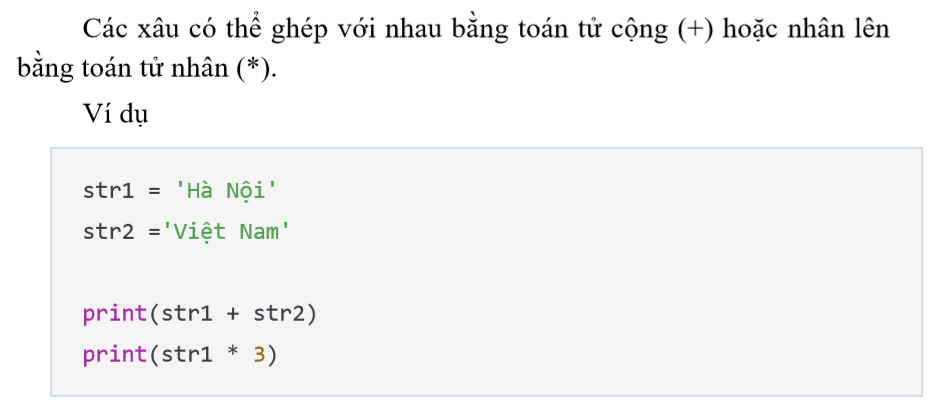 Các xâu có thể ghép với nhau bằng toán tử cộng (+) hoặc nhân lên
bằng toán tử nhân (*).
Ví dụ
str1 = 'Hà Nội'
str2 ='Việt Nam'
print(str1 + str2)
print(str1 * 3)